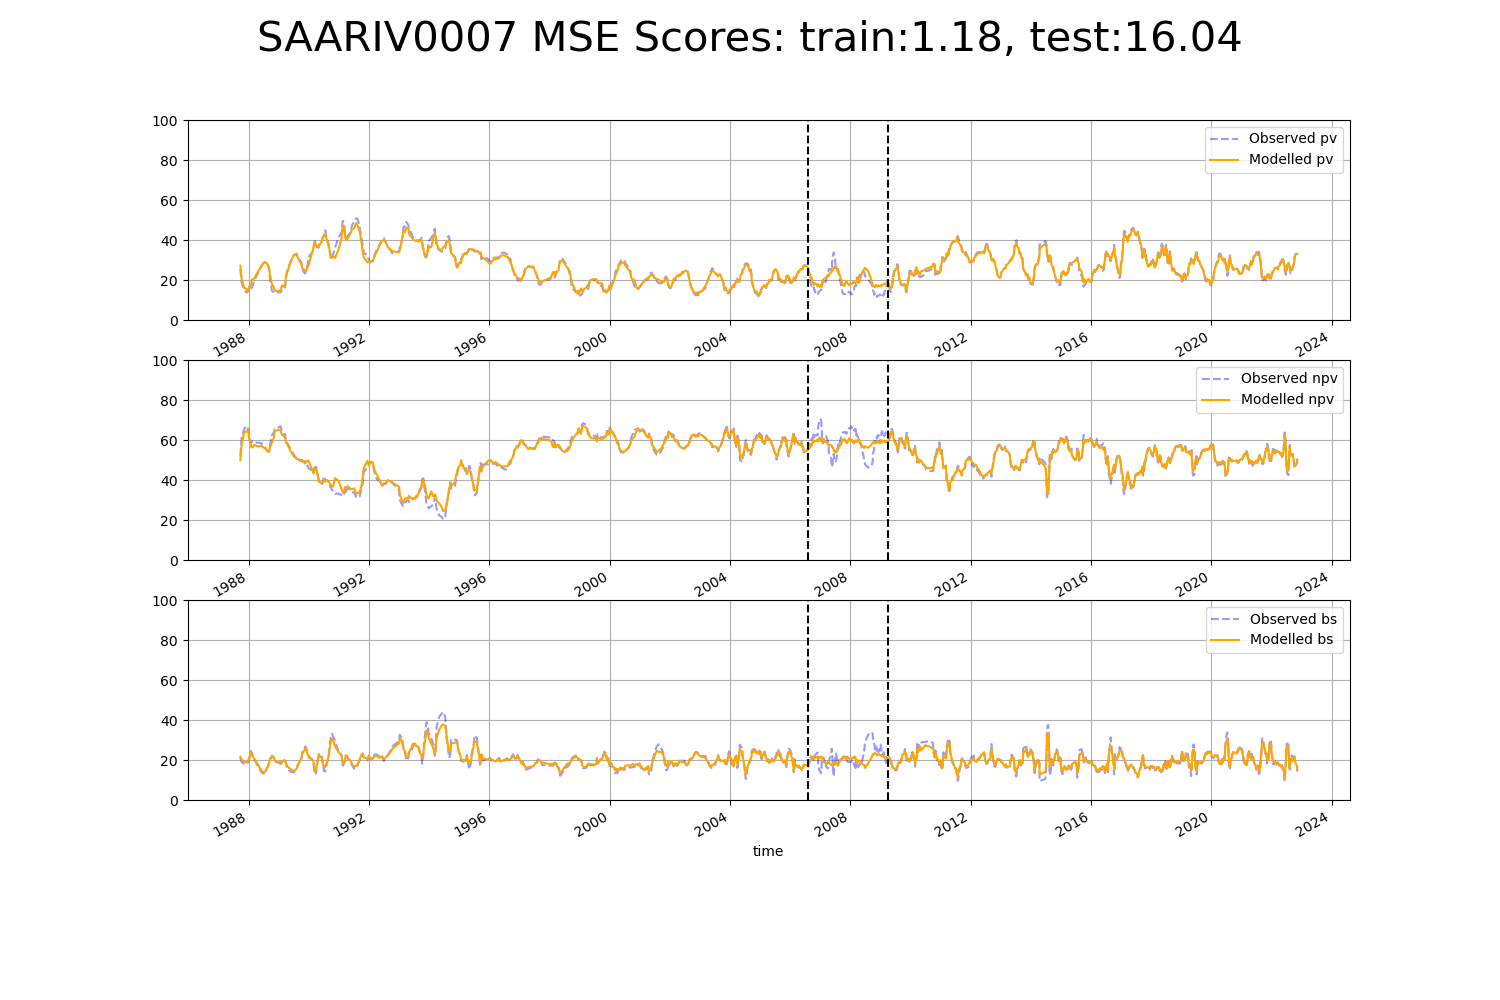 SAARIV0007 MSE Scores: train:1.18, test:16.04
100
80
60
40
20
0
Observed pv
Modelled pv
1988 1992 1996 2000 2004 2008 2012 2016 2020 2024
100
80
60
40
20
0
Observed npv
Modelled npv
1988 1992 1996 2000 2004 2008 2012 2016 2020 2024
100
80
60
40
20
0
Observed bs
Modelled bs
1988 1992 1996 2000 2004 2008 2012 2016 2020 2024
time